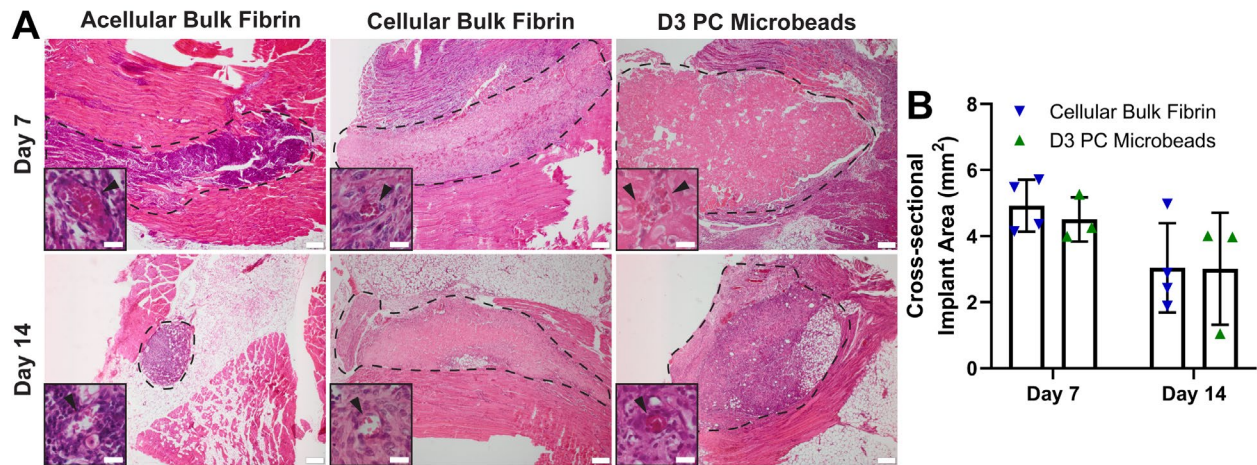 A
Acellular Bulk Fibrin
Cellular Bulk Fibrin
D3 PC Microbeads
Day 7
Day 14
B
Cross-sectional
Implant Area (mm²)
8
6
4
2
0
Cellular Bulk Fibrin
D3 PC Microbeads
Day 7
Day 14